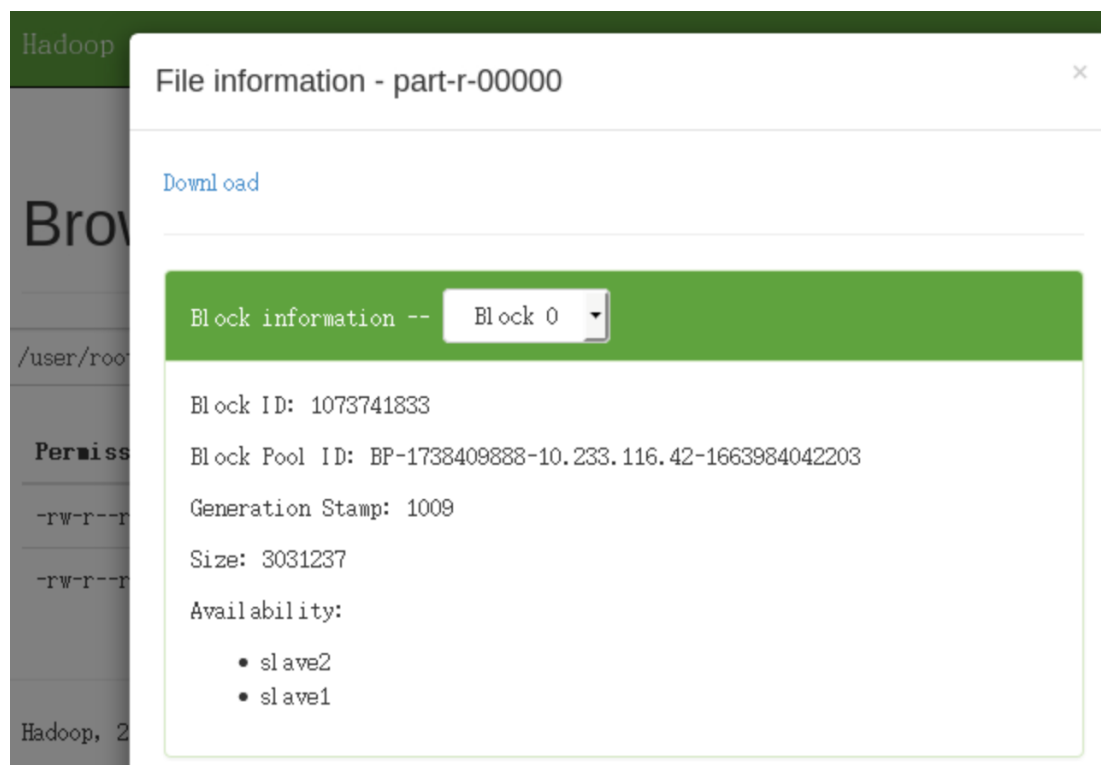 Hadoop
File information - part-r-00000
×
Download
Block information -- Block 0
/user/roo
Block ID: 1073741833
Permiss
Block Pool ID: BP-1738409888-10.233.116.42-1663984042203
-rw-r--r
Generation Stamp: 1009
Size: 3031237
-rw-r--r
Availability:
slave2
slave1
Hadoop, 2